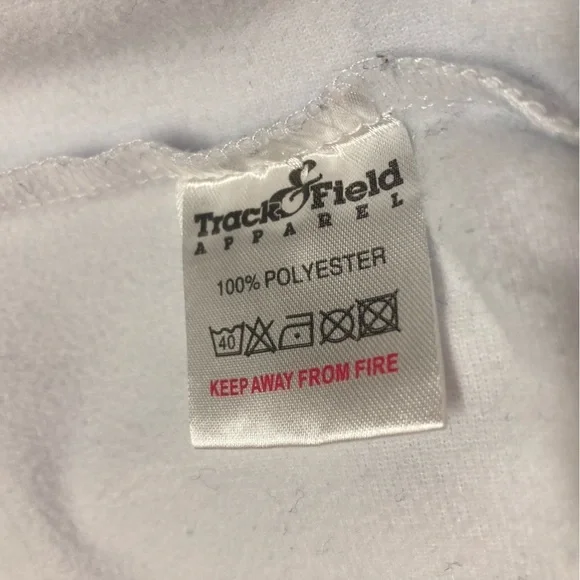 Track & Field
APPAREL
100% POLYESTER
40
KEEP AWAY FROM FIRE